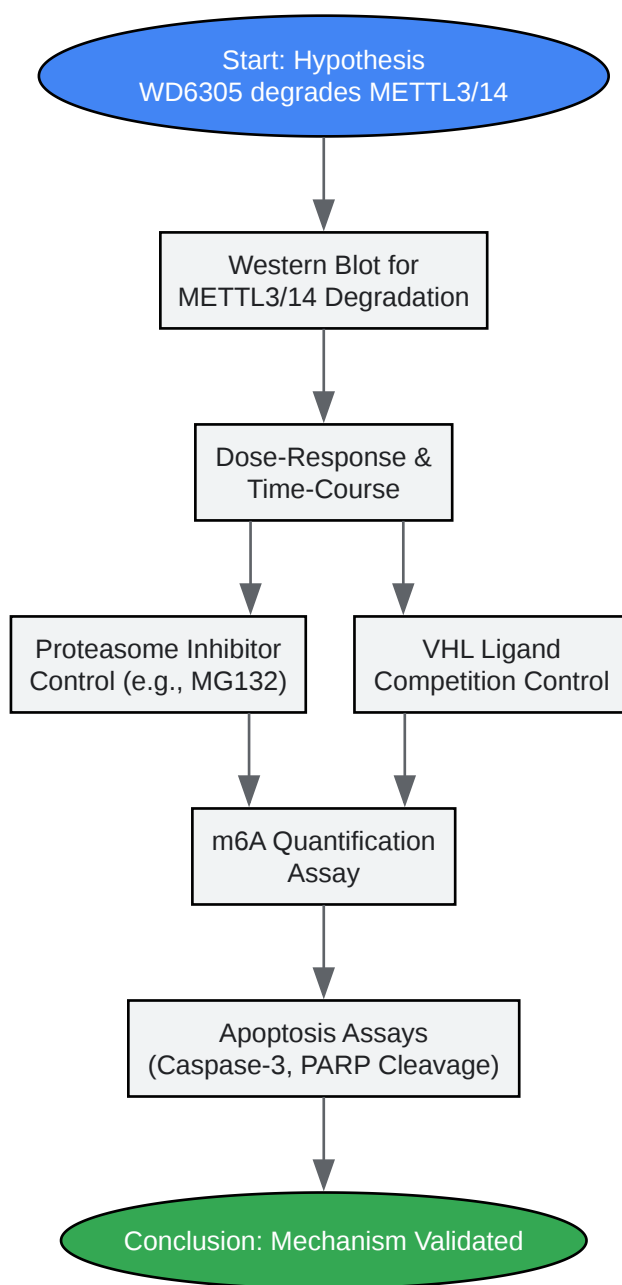 Start: Hypothesis
WD6305 degrades METTL3/14
Western Blot for
METTL3/14 Degradation
Dose-Response &
Time-Course
Proteasome Inhibitor
Control (e.g., MG132)
VHL Ligand
Competition Control
m6A Quantification
Assay
Apoptosis Assays
(Caspase-3, PARP Cleavage)
Conclusion: Mechanism Validated